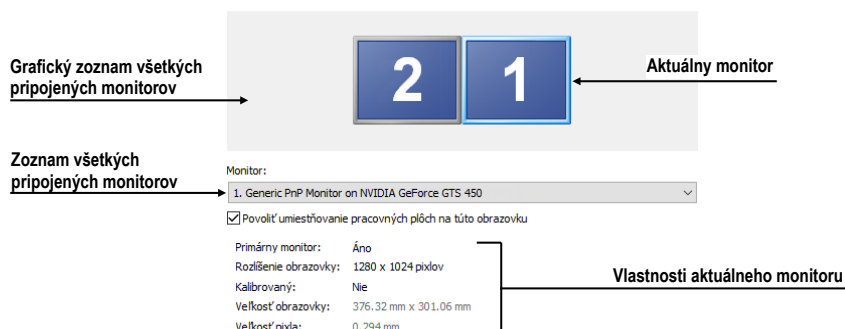 Grafický zoznam všetkých
pripojených monitorov
2
1
Aktuálny monitor
Zoznam všetkých
pripojených monitorov
Monitor:
1. Generic PnP Monitor on NVIDIA GeForce GTS 450
Povoliť umiestňovanie pracovných plôch na túto obrazovku
Primárny monitor: Áno
Rozlíšenie obrazovky: 1280 x 1024 pixlov
Kalibrovaný: Nie
Veľkosť obrazovky: 376.32 mm x 301.06 mm
Veľkosť pixla: 0.294 mm
Vlastnosti aktuálneho monitoru